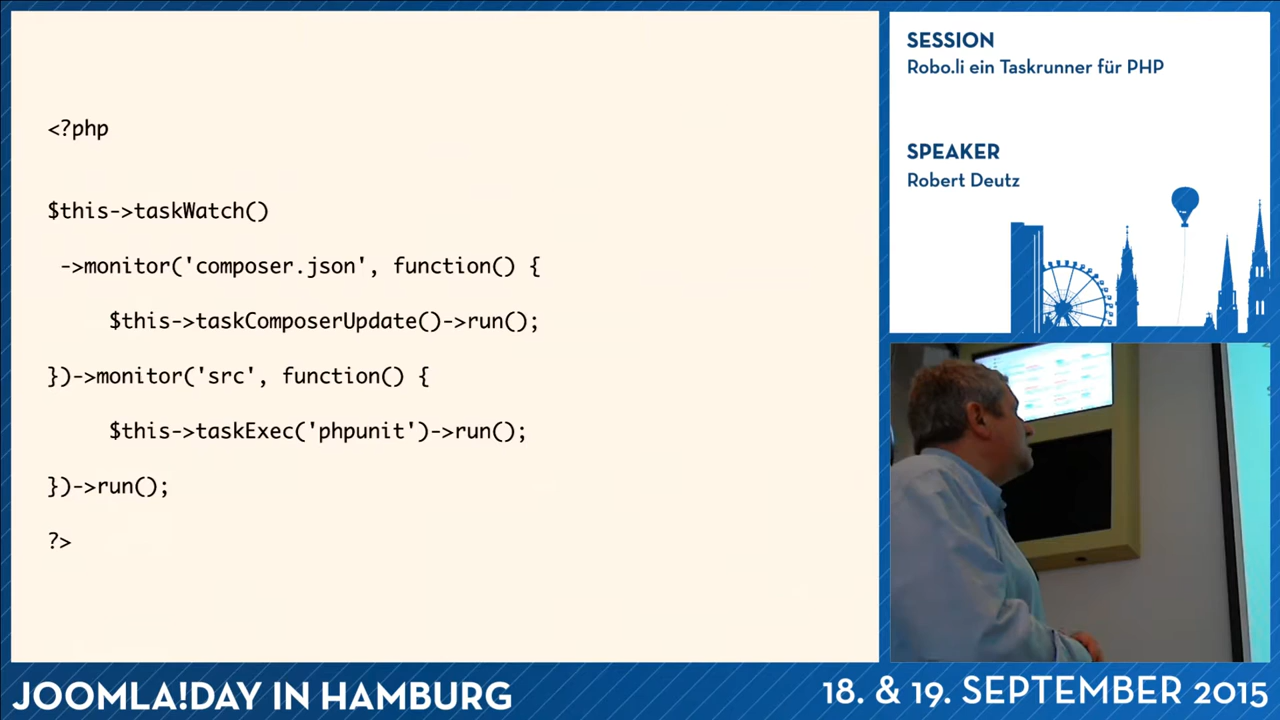 <?php
$this->taskWatch()
->monitor('composer.json', function() {
$this->taskComposerUpdate()->run();
})->monitor('src', function() {
$this->taskExec('phpunit')->run();
})->run();
?>
SESSION
Robo.li ein Taskrunner für PHP
SPEAKER
Robert Deutz
JOOMLA!DAY IN HAMBURG
18. & 19. SEPTEMBER 2015